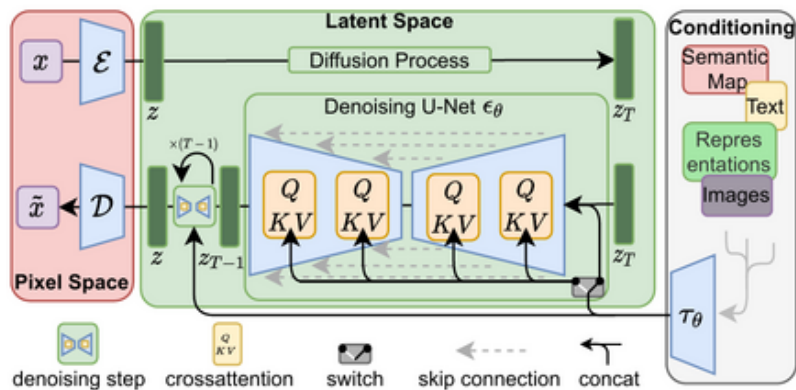 Latent Space
Conditioning
x
ℰ
Diffusion Process
Semantic
Map
z
z_T
Text
Denoising U-Net ϵ_θ
Repres
entations
Images
×(T−1)
Q
KV
Q
KV
Q
KV
Q
KV
x̃
𝒟
z
z_{T−1}
z_T
Pixel Space
τ_θ
Q
KV
denoising step
crossattention
switch
skip connection
concat